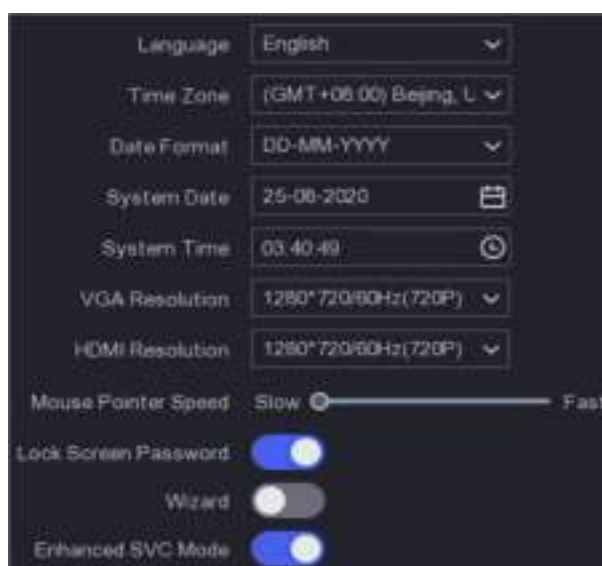 Language English
Time Zone (GMT+08:00) Beijing, U
Date Format DD-MM-YYYY
System Date 25-08-2020
System Time 03:40:49
VGA Resolution 1280*720/60Hz(720P)
HDMI Resolution 1280*720/60Hz(720P)
Mouse Pointer Speed Slow Fast
Lock Screen Password
Wizard
Enhanced SVC Mode